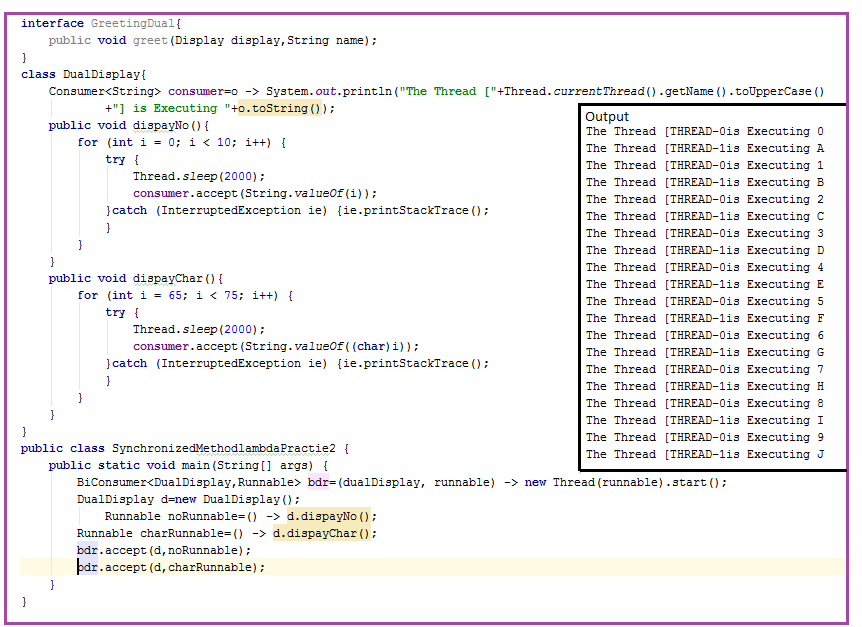 interface GreetingDual{
public void greet(Display display,String name);
}
class DualDisplay{
Consumer<String> consumer=o -> System.out.println("The Thread ["+Thread.currentThread().getName().toUpperCase()
+"] is Executing "+o.toString());
public void dispayNo(){
for (int i = 0; i < 10; i++) {
try {
Thread.sleep(2000);
consumer.accept(String.valueOf(i));
}catch (InterruptedException ie) {ie.printStackTrace();
}
}
}
public void dispayChar(){
for (int i = 65; i < 75; i++) {
try {
Thread.sleep(2000);
consumer.accept(String.valueOf((char)i));
}catch (InterruptedException ie) {ie.printStackTrace();
}
}
}
}
public class SynchronizedMethodlambdaPractie2 {
public static void main(String[] args) {
BiConsumer<DualDisplay,Runnable> bdr=(dualDisplay, runnable) -> new Thread(runnable).start();
DualDisplay d=new DualDisplay();
Runnable noRunnable=() -> d.dispayNo();
Runnable charRunnable=() -> d.dispayChar();
bdr.accept(d,noRunnable);
bdr.accept(d,charRunnable);
}
}
Output
The Thread [THREAD-0is Executing 0
The Thread [THREAD-1is Executing A
The Thread [THREAD-0is Executing 1
The Thread [THREAD-1is Executing B
The Thread [THREAD-0is Executing 2
The Thread [THREAD-1is Executing C
The Thread [THREAD-0is Executing 3
The Thread [THREAD-1is Executing D
The Thread [THREAD-0is Executing 4
The Thread [THREAD-1is Executing E
The Thread [THREAD-0is Executing 5
The Thread [THREAD-1is Executing F
The Thread [THREAD-0is Executing 6
The Thread [THREAD-1is Executing G
The Thread [THREAD-0is Executing 7
The Thread [THREAD-1is Executing H
The Thread [THREAD-0is Executing 8
The Thread [THREAD-1is Executing I
The Thread [THREAD-0is Executing 9
The Thread [THREAD-1is Executing J